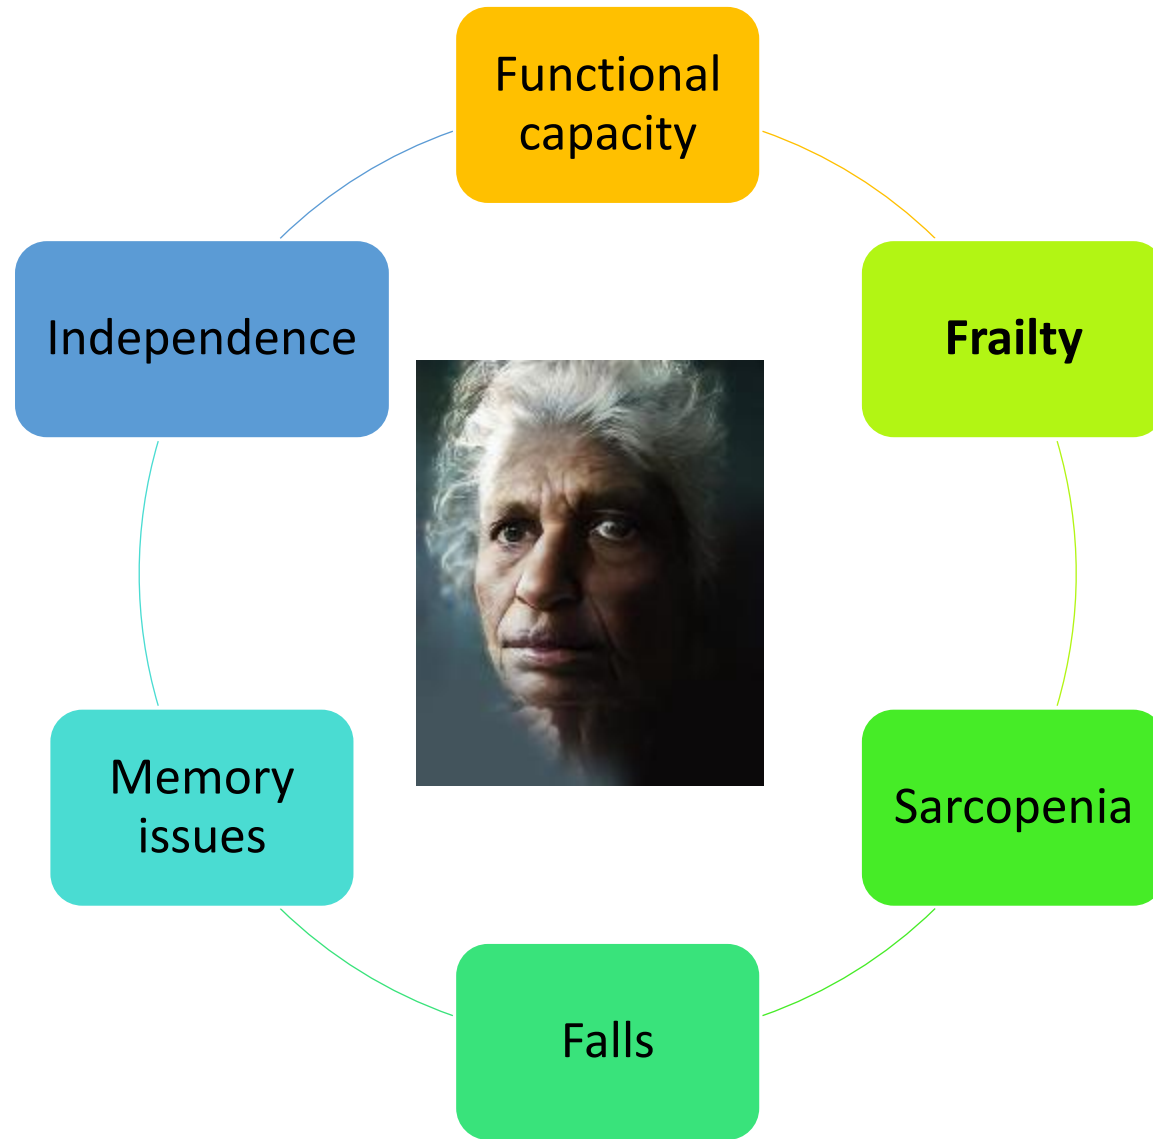 Functional
capacity
Frailty
Sarcopenia
Falls
Memory
issues
Independence